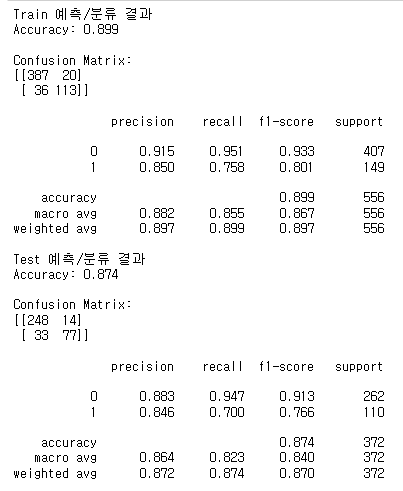 Train 예측/분류 결과
Accuracy: 0.899
Confusion Matrix:
[[387  20]
 [ 36 113]]
precision    recall  f1-score   support
0      0.915     0.951     0.933       407
1      0.850     0.758     0.801       149
accuracy                          0.899       556
macro avg      0.882     0.855     0.867       556
weighted avg      0.897     0.899     0.897       556
Test 예측/분류 결과
Accuracy: 0.874
Confusion Matrix:
[[248  14]
 [ 33  77]]
precision    recall  f1-score   support
0      0.883     0.947     0.913       262
1      0.846     0.700     0.766       110
accuracy                          0.874       372
macro avg      0.864     0.823     0.840       372
weighted avg      0.872     0.874     0.870       372